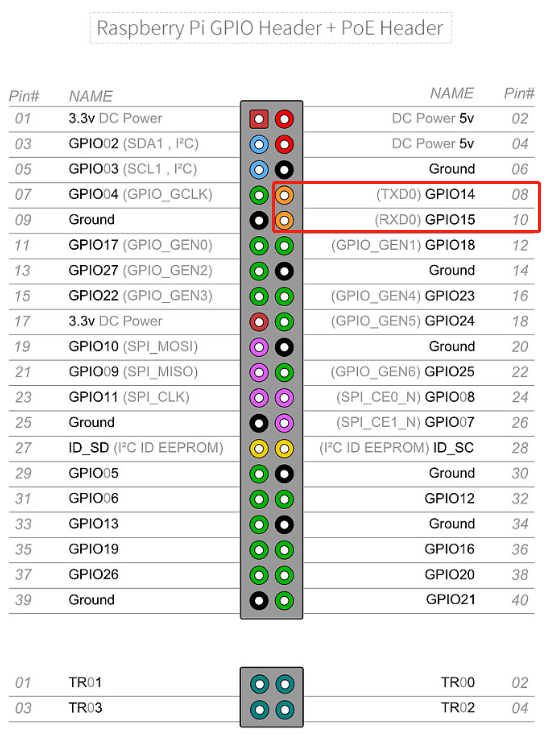 Raspberry Pi GPIO Header + PoE Header
Pin# NAME NAME Pin#
01 3.3v DC Power DC Power 5v 02
03 GPIO02 (SDA1 , I²C) DC Power 5v 04
05 GPIO03 (SCL1 , I²C) Ground 06
07 GPIO04 (GPIO_GCLK) (TXD0) GPIO14 08
09 Ground (RXD0) GPIO15 10
11 GPIO17 (GPIO_GEN0) (GPIO_GEN1) GPIO18 12
13 GPIO27 (GPIO_GEN2) Ground 14
15 GPIO22 (GPIO_GEN3) (GPIO_GEN4) GPIO23 16
17 3.3v DC Power (GPIO_GEN5) GPIO24 18
19 GPIO10 (SPI_MOSI) Ground 20
21 GPIO09 (SPI_MISO) (GPIO_GEN6) GPIO25 22
23 GPIO11 (SPI_CLK) (SPI_CE0_N) GPIO08 24
25 Ground (SPI_CE1_N) GPIO07 26
27 ID_SD (I²C ID EEPROM) (I²C ID EEPROM) ID_SC 28
29 GPIO05 Ground 30
31 GPIO06 GPIO12 32
33 GPIO13 Ground 34
35 GPIO19 GPIO16 36
37 GPIO26 GPIO20 38
39 Ground GPIO21 40
01 TR01 TR00 02
03 TR03 TR02 04